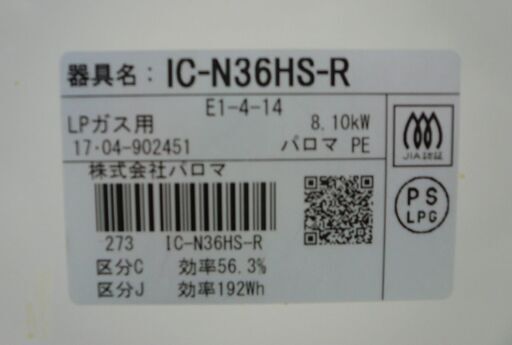 器具名：IC-N36HS-R
E1-4-14
LPガス用 8.10kW
17・04-902451 パロマ PE
株式会社パロマ
JIA認証
PS
LPG
273 IC-N36HS-R
区分C 効率56.3%
区分J 効率192Wh